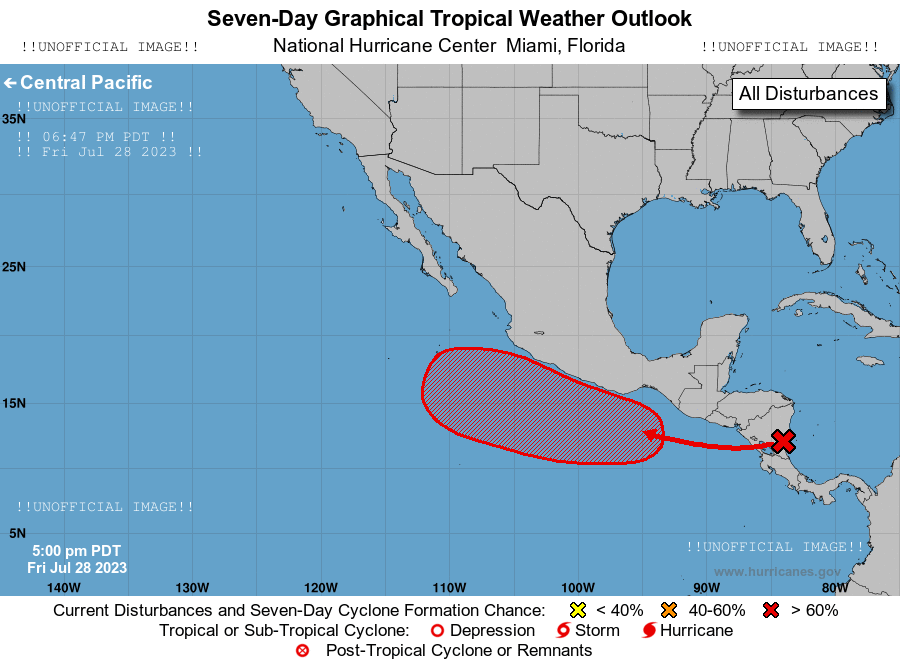 Seven-Day Graphical Tropical Weather Outlook
!!UNOFFICIAL IMAGE!! National Hurricane Center Miami, Florida !!UNOFFICIAL IMAGE!!
← Central Pacific
All Disturbances
!!UNOFFICIAL IMAGE!!
35N
!! 06:47 PM PDT !!
!! Fri Jul 28 2023 !!
25N
15N
!!UNOFFICIAL IMAGE!!
5N
5:00 pm PDT
Fri Jul 28 2023
!!UNOFFICIAL IMAGE!!
www.hurricanes.gov
140W 130W 120W 110W 100W 90W 80W
Current Disturbances and Seven-Day Cyclone Formation Chance: < 40% 40-60% > 60%
Tropical or Sub-Tropical Cyclone: Depression Storm Hurricane
Post-Tropical Cyclone or Remnants